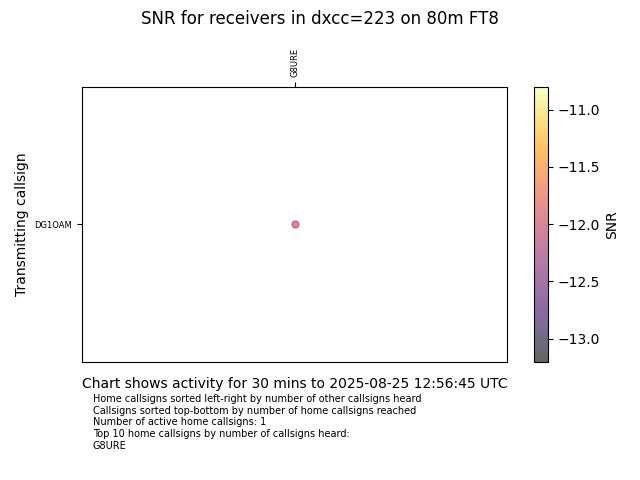 SNR for receivers in dxcc=223 on 80m FT8
G8URE
Transmitting callsign
DG1OAM
−11.0
−11.5
−12.0
−12.5
−13.0
SNR
Chart shows activity for 30 mins to 2025-08-25 12:56:45 UTC
Home callsigns sorted left-right by number of other callsigns heard
Callsigns sorted top-bottom by number of home callsigns reached
Number of active home callsigns: 1
Top 10 home callsigns by number of callsigns heard:
G8URE